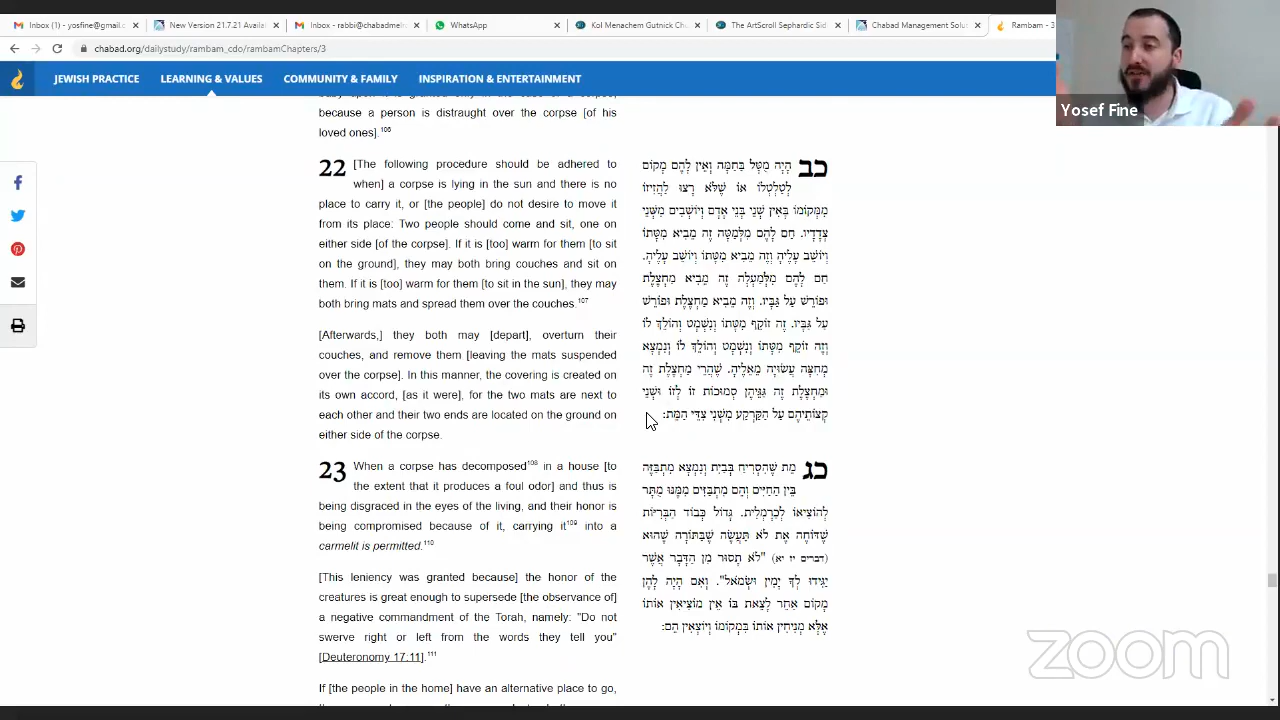 Inbox (1) - yosfine@gmail.c
New Version 21.7.21 Availa
Inbox - rabbi@chabadmel
WhatsApp
Kol Menachem Gutnick Ch
The ArtScroll Sephardic Sid
Chabad Management Solut
Rambam - 3
chabad.org/dailystudy/rambam_cdo/rambamChapters/3
JEWISH PRACTICE
LEARNING & VALUES
COMMUNITY & FAMILY
INSPIRATION & ENTERTAINMENT
Yosef Fine
because a person is distraught over the corpse [of his
loved ones].106
22 [The following procedure should be adhered to
when] a corpse is lying in the sun and there is no
place to carry it, or [the people] do not desire to move it
from its place: Two people should come and sit, one on
either side [of the corpse]. If it is [too] warm for them [to sit
on the ground], they may both bring couches and sit on
them. If it is [too] warm for them [to sit in the sun], they may
both bring mats and spread them over the couches.107
[Afterwards,] they both may [depart], overturn their
couches, and remove them [leaving the mats suspended
over the corpse]. In this manner, the covering is created on
its own accord, [as it were], for the two mats are next to
each other and their two ends are located on the ground on
either side of the corpse.
23 When a corpse has decomposed108 in a house [to
the extent that it produces a foul odor] and thus is
being disgraced in the eyes of the living, and their honor is
being compromised because of it, carrying it109 into a
carmelit is permitted.110
[This leniency was granted because] the honor of the
creatures is great enough to supersede [the observance of]
a negative commandment of the Torah, namely: "Do not
swerve right or left from the words they tell you"
[Deuteronomy 17:11].111
If [the people in the home] have an alternative place to go,
כב הָיָה מֻטָּל בַּחַמָּה וְאֵין לָהֶם מָקוֹם
לְטַלְטְלוֹ אוֹ שֶׁלֹּא רָצוּ לַהֲזִיזוֹ
מִמְּקוֹמוֹ בָּאִין שְׁנֵי בְּנֵי אָדָם וְיוֹשְׁבִים מִשְּׁנֵי
צְדָדָיו. חַם לָהֶם מִלְּמַטָּה זֶה מֵבִיא מִטָּתוֹ
וְיוֹשֵׁב עָלֶיהָ וְזֶה מֵבִיא מִטָּתוֹ וְיוֹשֵׁב עָלֶיהָ.
חַם לָהֶם מִלְמַעְלָה זֶה מֵבִיא מַחְצֶלֶת
וּפוֹרֵשׂ עַל גַּבָּיו. וְזֶה מֵבִיא מַחְצֶלֶת וּפוֹרֵשׂ
עַל גַּבָּיו. זֶה זוֹקֵף מִטָּתוֹ וְנִשְׁמָט וְהוֹלֵךְ לוֹ
וְזֶה זוֹקֵף מִטָּתוֹ וְנִשְׁמָט וְהוֹלֵךְ לוֹ וְנִמְצָא
מְחִצָּה עֲשׂוּיָה מֵאֵלֶיהָ. שֶׁהֲרֵי מַחְצֶלֶת זֶה
וּמַחְצֶלֶת זֶה גַּגֵּיהֶן סְמוּכוֹת זוֹ לָזוֹ וּשְׁנֵי
קְצוֹתֵיהֶם עַל הַקַּרְקַע מִשְּׁנֵי צִדֵּי הַמֵּת:
כג מֵת שֶׁהִסְרִיחַ בְּבַיִת וְנִמְצָא מִתְבַּזֶּה
בֵּין הַחַיִּים וְהֵם מִתְבַּזִּים מִמֶּנּוּ מֻתָּר
לְהוֹצִיאוֹ לְכַרְמְלִית. גָּדוֹל כְּבוֹד הַבְּרִיּוֹת
שֶׁדּוֹחֶה אֶת לֹא תַּעֲשֶׂה שֶׁבַּתּוֹרָה שֶׁהוּא
(דברים יז יא) "לֹא תָסוּר מִן הַדָּבָר אֲשֶׁר
יַגִּידוּ לְךָ יָמִין וּשְׂמֹאל". וְאִם הָיָה לָהֶן
מָקוֹם אַחֵר לָצֵאת בּוֹ אֵין מוֹצִיאִין אוֹתוֹ
אֶלָּא מַנִּיחִין אוֹתוֹ בִּמְקוֹמוֹ וְיוֹצְאִין הֵם:
zoom